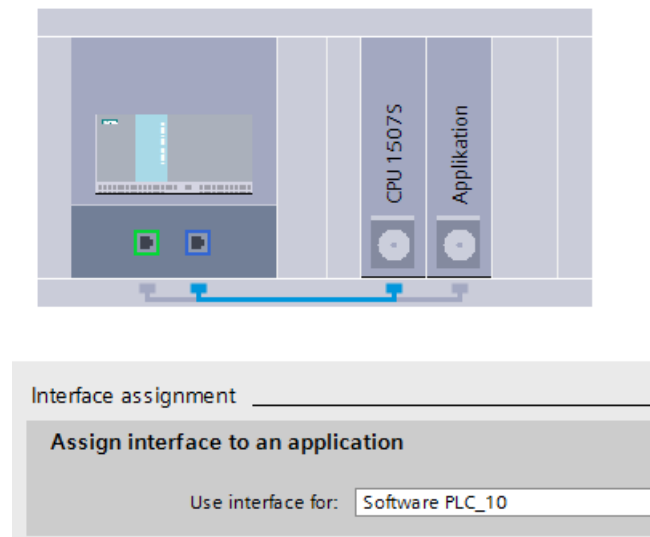 CPU 1507S
Applikation
Interface assignment
Assign interface to an application
Use interface for: Software PLC_10